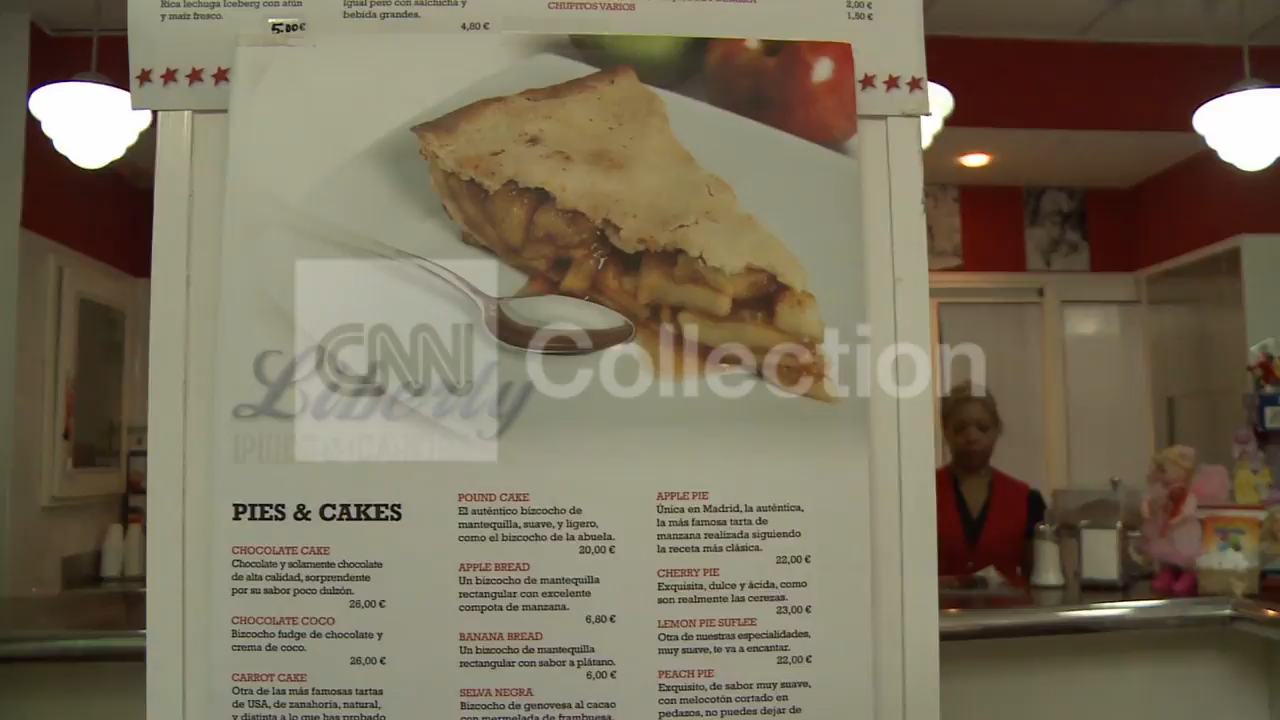 Rica lechuga Iceberg con atún
y maíz fresco.
5.00€
Igual pero con salchicha y
bebida grandes.
4,80 €
CHUPITOS VARIOS
2,00 €
1,50 €
Liberty
CNN Collection
PIES & CAKES
CHOCOLATE CAKE
Chocolate y solamente chocolate
de alta calidad, sorprendente
por su sabor poco dulzón.
26,00 €
CHOCOLATE COCO
Bizcocho fudge de chocolate y
crema de coco.
26,00 €
CARROT CAKE
Otra de las más famosas tartas
de USA, de zanahoria, natural,
y distinta a lo que has probado
POUND CAKE
El auténtico bizcocho de
mantequilla, suave, y ligero,
como el bizcocho de la abuela.
20,00 €
APPLE BREAD
Un bizcocho de mantequilla
rectangular con excelente
compota de manzana.
6,80 €
BANANA BREAD
Un bizcocho de mantequilla
rectangular con sabor a plátano.
6,00 €
SELVA NEGRA
Bizcocho de genovesa al cacao
con mermelada de frambuesa,
APPLE PIE
Única en Madrid, la auténtica,
la más famosa tarta de
manzana realizada siguiendo
la receta más clásica.
22,00 €
CHERRY PIE
Exquisita, dulce y ácida, como
son realmente las cerezas.
23,00 €
LEMON PIE SUFLEE
Otra de nuestras especialidades,
muy suave, te va a encantar.
22,00 €
PEACH PIE
Exquisito, de sabor muy suave,
con melocotón cortado en
pedazos, no puedes dejar de